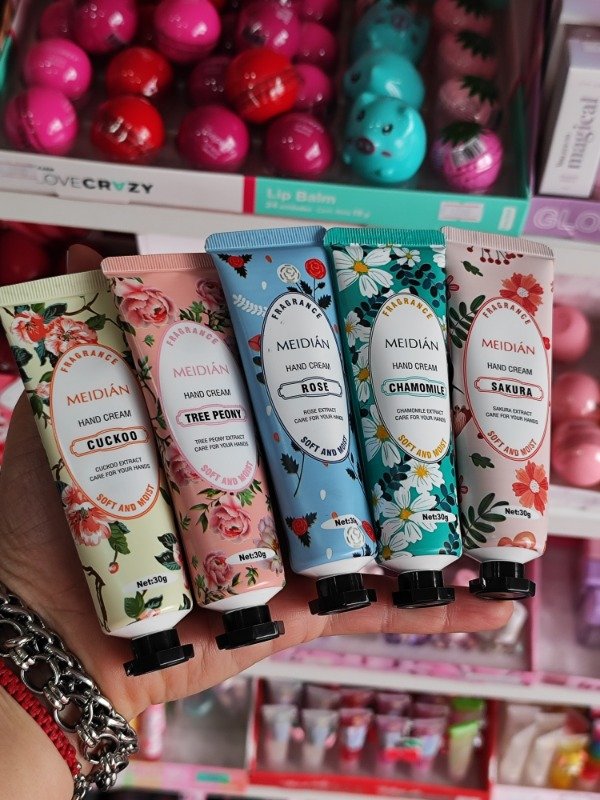 LOVECRAZY
Lip Balm
magical
GLO
FRAGRANCE
MEIDIÁN
HAND CREAM
CUCKOO
CUCKOO EXTRACT
CARE FOR YOUR HANDS
SOFT AND MOIST
Net:30g
FRAGRANCE
MEIDIÁN
HAND CREAM
TREE PEONY
TREE PEONY EXTRACT
CARE FOR YOUR HANDS
SOFT AND MOIST
Net:30g
FRAGRANCE
MEIDIÁN
HAND CREAM
ROSE
ROSE EXTRACT
CARE FOR YOUR HANDS
SOFT AND MOIST
Net:3
FRAGRANCE
MEIDIÁN
HAND CREAM
CHAMOMILE
CHAMOMILE EXTRACT
CARE FOR YOUR HANDS
SOFT AND MOIST
Net:30g
FRAGRANCE
MEIDIÁN
HAND CREAM
SAKURA
SAKURA EXTRACT
CARE FOR YOUR HANDS
SOFT AND MOIST
Net:30g